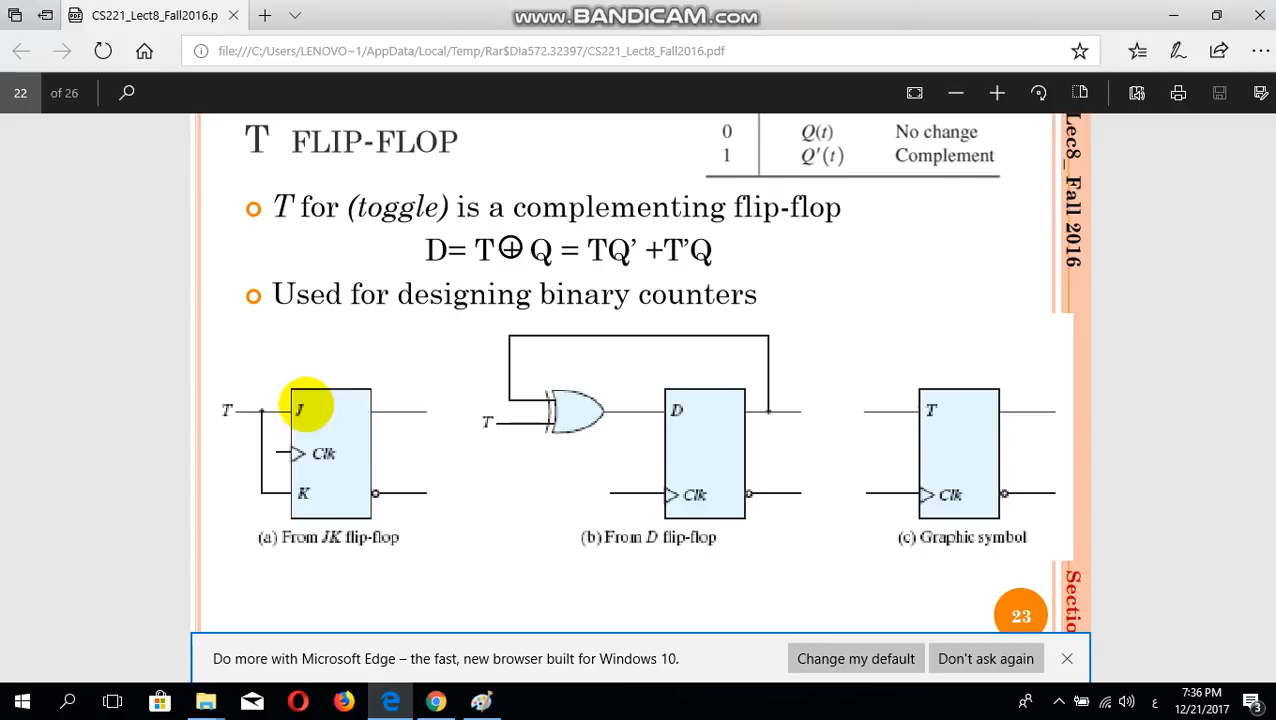 CS221_Lect8_Fall2016.p
www.BANDICAM.com
file:///C:/Users/LENOVO~1/AppData/Local/Temp/Rar$DIa572.32397/CS221_Lect8_Fall2016.pdf
22 of 26
T FLIP-FLOP
0 Q(t) No change
1 Q′(t) Complement
T for (toggle) is a complementing flip-flop
D= T⊕Q = TQ’ +T’Q
Used for designing binary counters
T J
Clk
K
(a) From JK flip-flop
T D
Clk
(b) From D flip-flop
T
Clk
(c) Graphic symbol
Lec8_ Fall 2016
Sectio
23
Do more with Microsoft Edge – the fast, new browser built for Windows 10.
Change my default
Don't ask again
ع
7:36 PM
12/21/2017
3